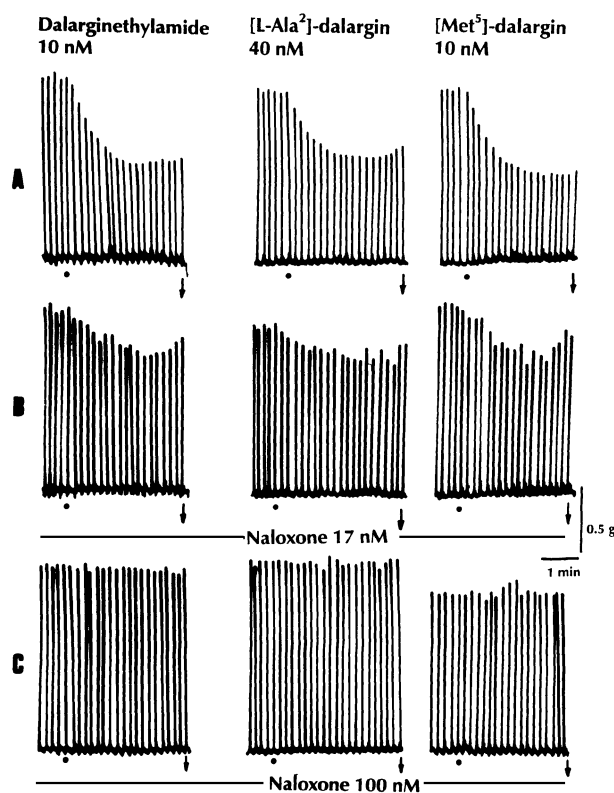 Dalarginethylamide
10 nM
[L-Ala²]-dalargin
40 nM
[Met⁵]-dalargin
10 nM
A
B
Naloxone 17 nM
0.5 g
1 min
C
Naloxone 100 nM